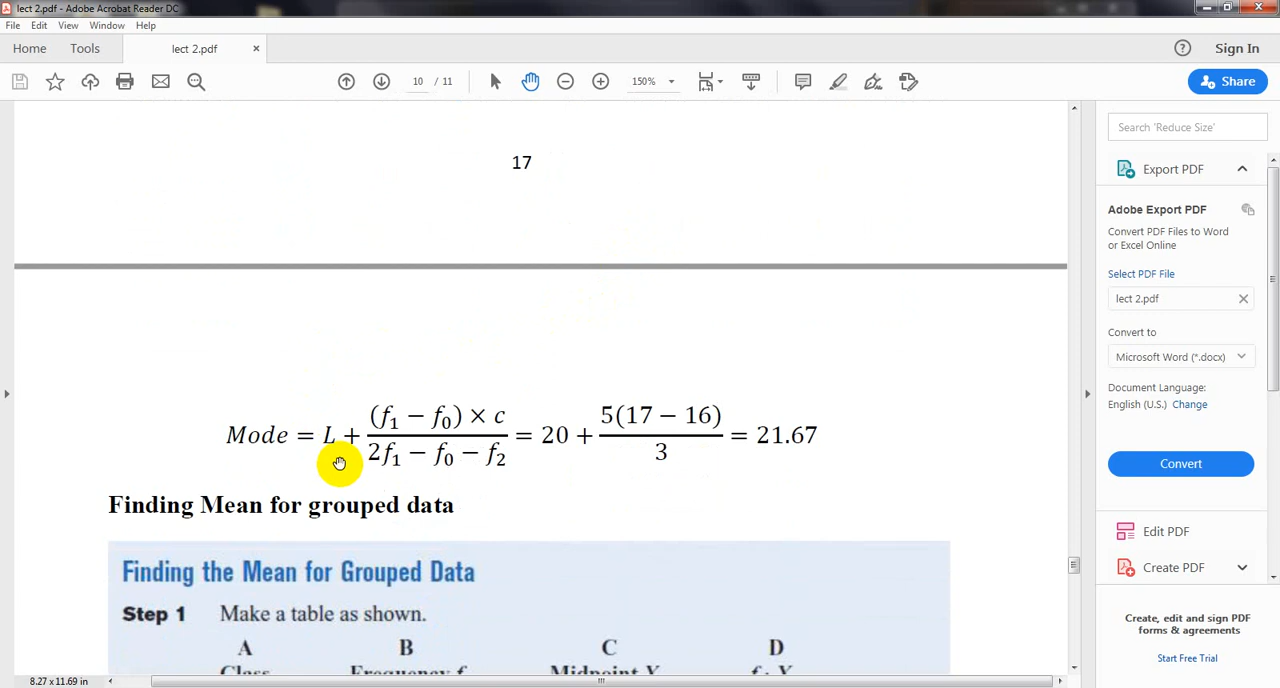 lect 2.pdf - Adobe Acrobat Reader DC
File Edit View Window Help
Home Tools lect 2.pdf × Sign In
10 / 11 150% Share
17
Mode = L + (f₁ − f₀) × c / 2f₁ − f₀ − f₂ = 20 + 5(17 − 16) / 3 = 21.67
Finding Mean for grouped data
Finding the Mean for Grouped Data
Step 1 Make a table as shown.
A B C D
Class Frequency f Midpoint X f · X
8.27 x 11.69 in
Search 'Reduce Size'
Export PDF
Adobe Export PDF
Convert PDF Files to Word
or Excel Online
Select PDF File
lect 2.pdf
Convert to
Microsoft Word (*.docx)
Document Language:
English (U.S.) Change
Convert
Edit PDF
Create PDF
Create, edit and sign PDF
forms & agreements
Start Free Trial